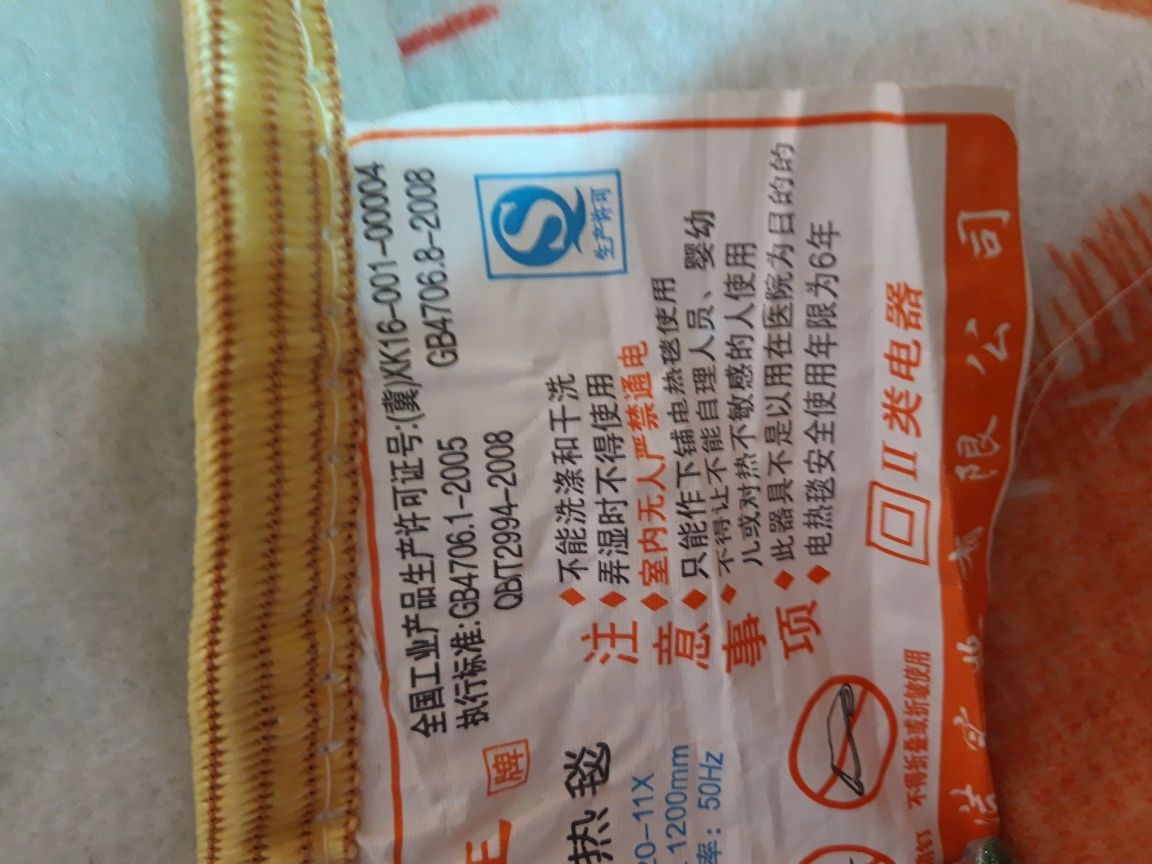 全国工业产品生产许可证号:(冀)XK16-001-00004
执行标准:GB4706.1-2005 GB4706.8-2008
QB/T2994-2008
生产许可
牌
热毯
20-11X
1200mm
率：50Hz
注意事项
不能洗涤和干洗
弄湿时不得使用
室内无人严禁通电
只能作下铺电热毯使用
不得让不能自理人员、婴幼
儿或对热不敏感的人使用
此器具不是以用在医院为目的的
电热毯安全使用年限为6年
II类电器
不得折叠或折皱使用
限公司